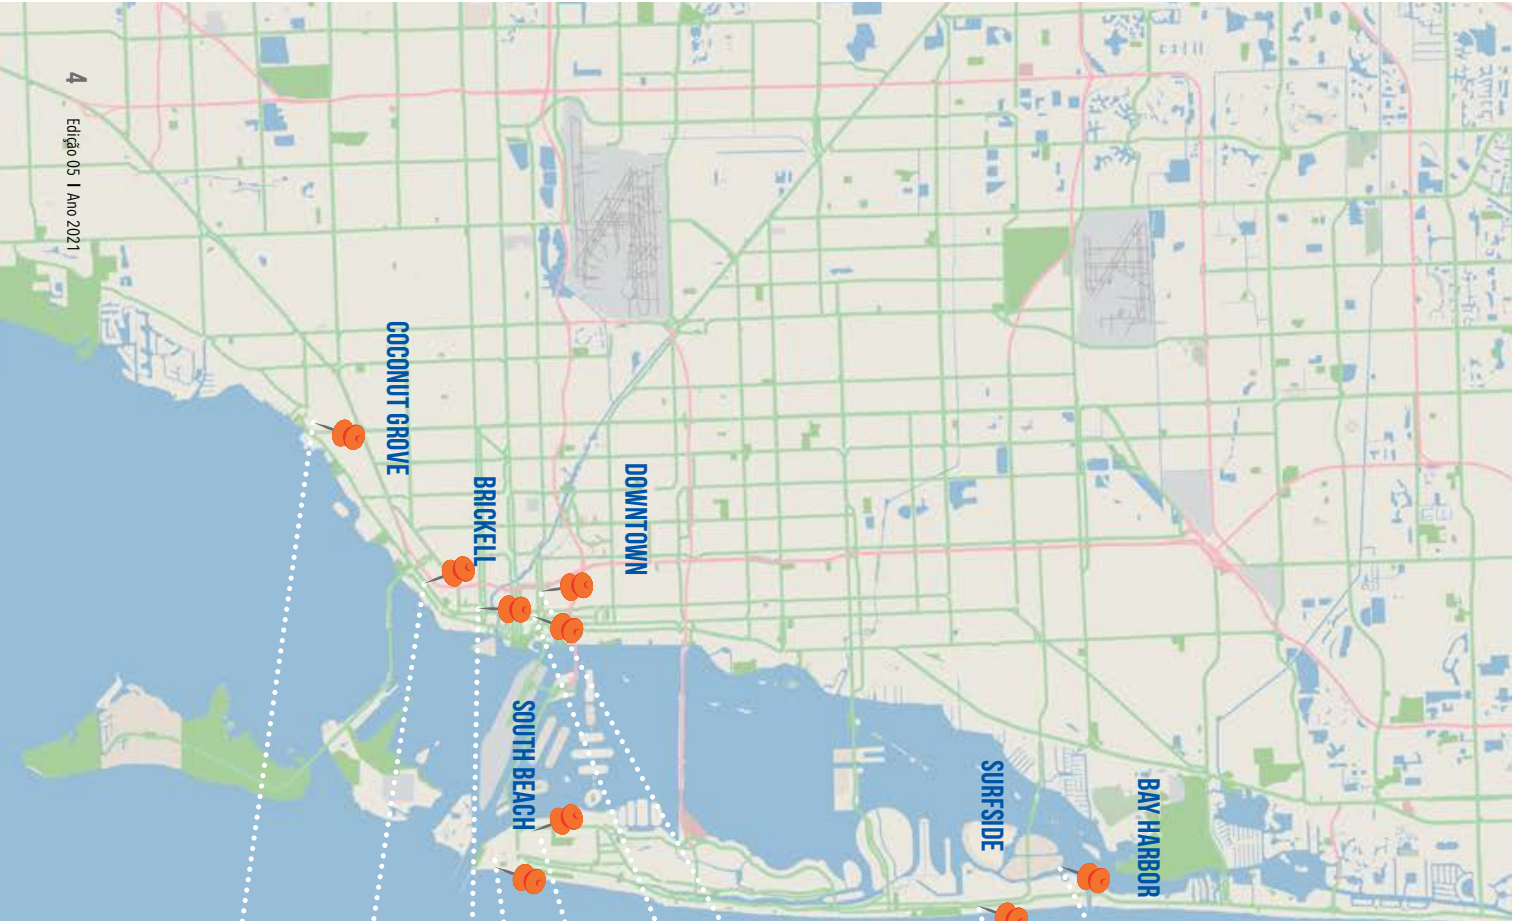 4 Edição 05 I Ano 2021
COCONUT GROVE
BRICKELL
DOWNTOWN
SOUTH BEACH
SURFSIDE
BAY HARBOR